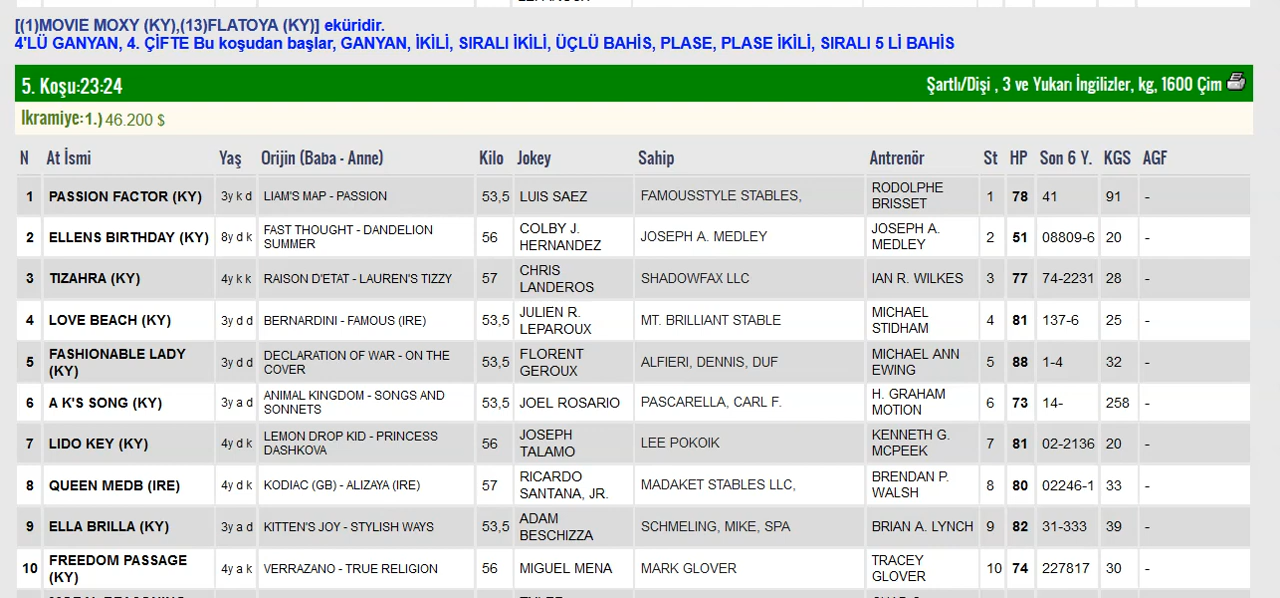 [(1)MOVIE MOXY (KY),(13)FLATOYA (KY)] eküridir.
4'LÜ GANYAN, 4. ÇİFTE Bu koşudan başlar, GANYAN, İKİLİ, SIRALI İKİLİ, ÜÇLÜ BAHİS, PLASE, PLASE İKİLİ, SIRALI 5 Lİ BAHİS
5. Koşu:23:24 Şartlı/Dişi , 3 ve Yukarı İngilizler, kg, 1600 Çim
Ikramiye:1.) 46.200 $
N At İsmi Yaş Orijin (Baba - Anne) Kilo Jokey Sahip Antrenör St HP Son 6 Y. KGS AGF
1 PASSION FACTOR (KY) 3y k d LIAM'S MAP - PASSION 53,5 LUIS SAEZ FAMOUSSTYLE STABLES, RODOLPHE BRISSET 1 78 41 91 -
2 ELLENS BIRTHDAY (KY) 8y d k FAST THOUGHT - DANDELION SUMMER 56 COLBY J. HERNANDEZ JOSEPH A. MEDLEY JOSEPH A. MEDLEY 2 51 08809-6 20 -
3 TIZAHRA (KY) 4y k k RAISON D'ETAT - LAUREN'S TIZZY 57 CHRIS LANDEROS SHADOWFAX LLC IAN R. WILKES 3 77 74-2231 28 -
4 LOVE BEACH (KY) 3y d d BERNARDINI - FAMOUS (IRE) 53,5 JULIEN R. LEPAROUX MT. BRILLIANT STABLE MICHAEL STIDHAM 4 81 137-6 25 -
5 FASHIONABLE LADY (KY) 3y d d DECLARATION OF WAR - ON THE COVER 53,5 FLORENT GEROUX ALFIERI, DENNIS, DUF MICHAEL ANN EWING 5 88 1-4 32 -
6 A K'S SONG (KY) 3y a d ANIMAL KINGDOM - SONGS AND SONNETS 53,5 JOEL ROSARIO PASCARELLA, CARL F. H. GRAHAM MOTION 6 73 14- 258 -
7 LIDO KEY (KY) 4y d k LEMON DROP KID - PRINCESS DASHKOVA 56 JOSEPH TALAMO LEE POKOIK KENNETH G. MCPEEK 7 81 02-2136 20 -
8 QUEEN MEDB (IRE) 4y d k KODIAC (GB) - ALIZAYA (IRE) 57 RICARDO SANTANA, JR. MADAKET STABLES LLC, BRENDAN P. WALSH 8 80 02246-1 33 -
9 ELLA BRILLA (KY) 3y a d KITTEN'S JOY - STYLISH WAYS 53,5 ADAM BESCHIZZA SCHMELING, MIKE, SPA BRIAN A. LYNCH 9 82 31-333 39 -
10 FREEDOM PASSAGE (KY) 4y a k VERRAZANO - TRUE RELIGION 56 MIGUEL MENA MARK GLOVER TRACEY GLOVER 10 74 227817 30 -